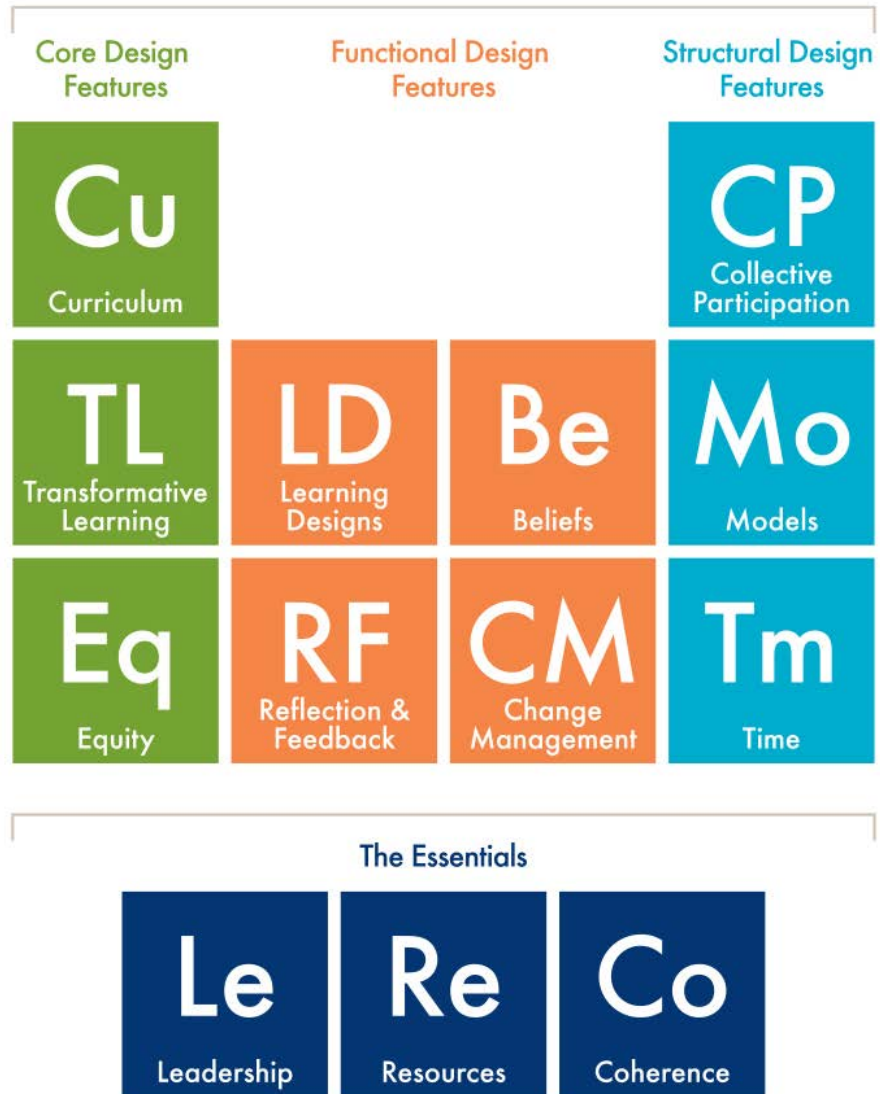 Core Design
Features
Functional Design
Features
Structural Design
Features
Cu
Curriculum
CP
Collective
Participation
TL
Transformative
Learning
LD
Learning
Designs
Be
Beliefs
Mo
Models
Eq
Equity
RF
Reflection &
Feedback
CM
Change
Management
Tm
Time
The Essentials
Le
Leadership
Re
Resources
Co
Coherence